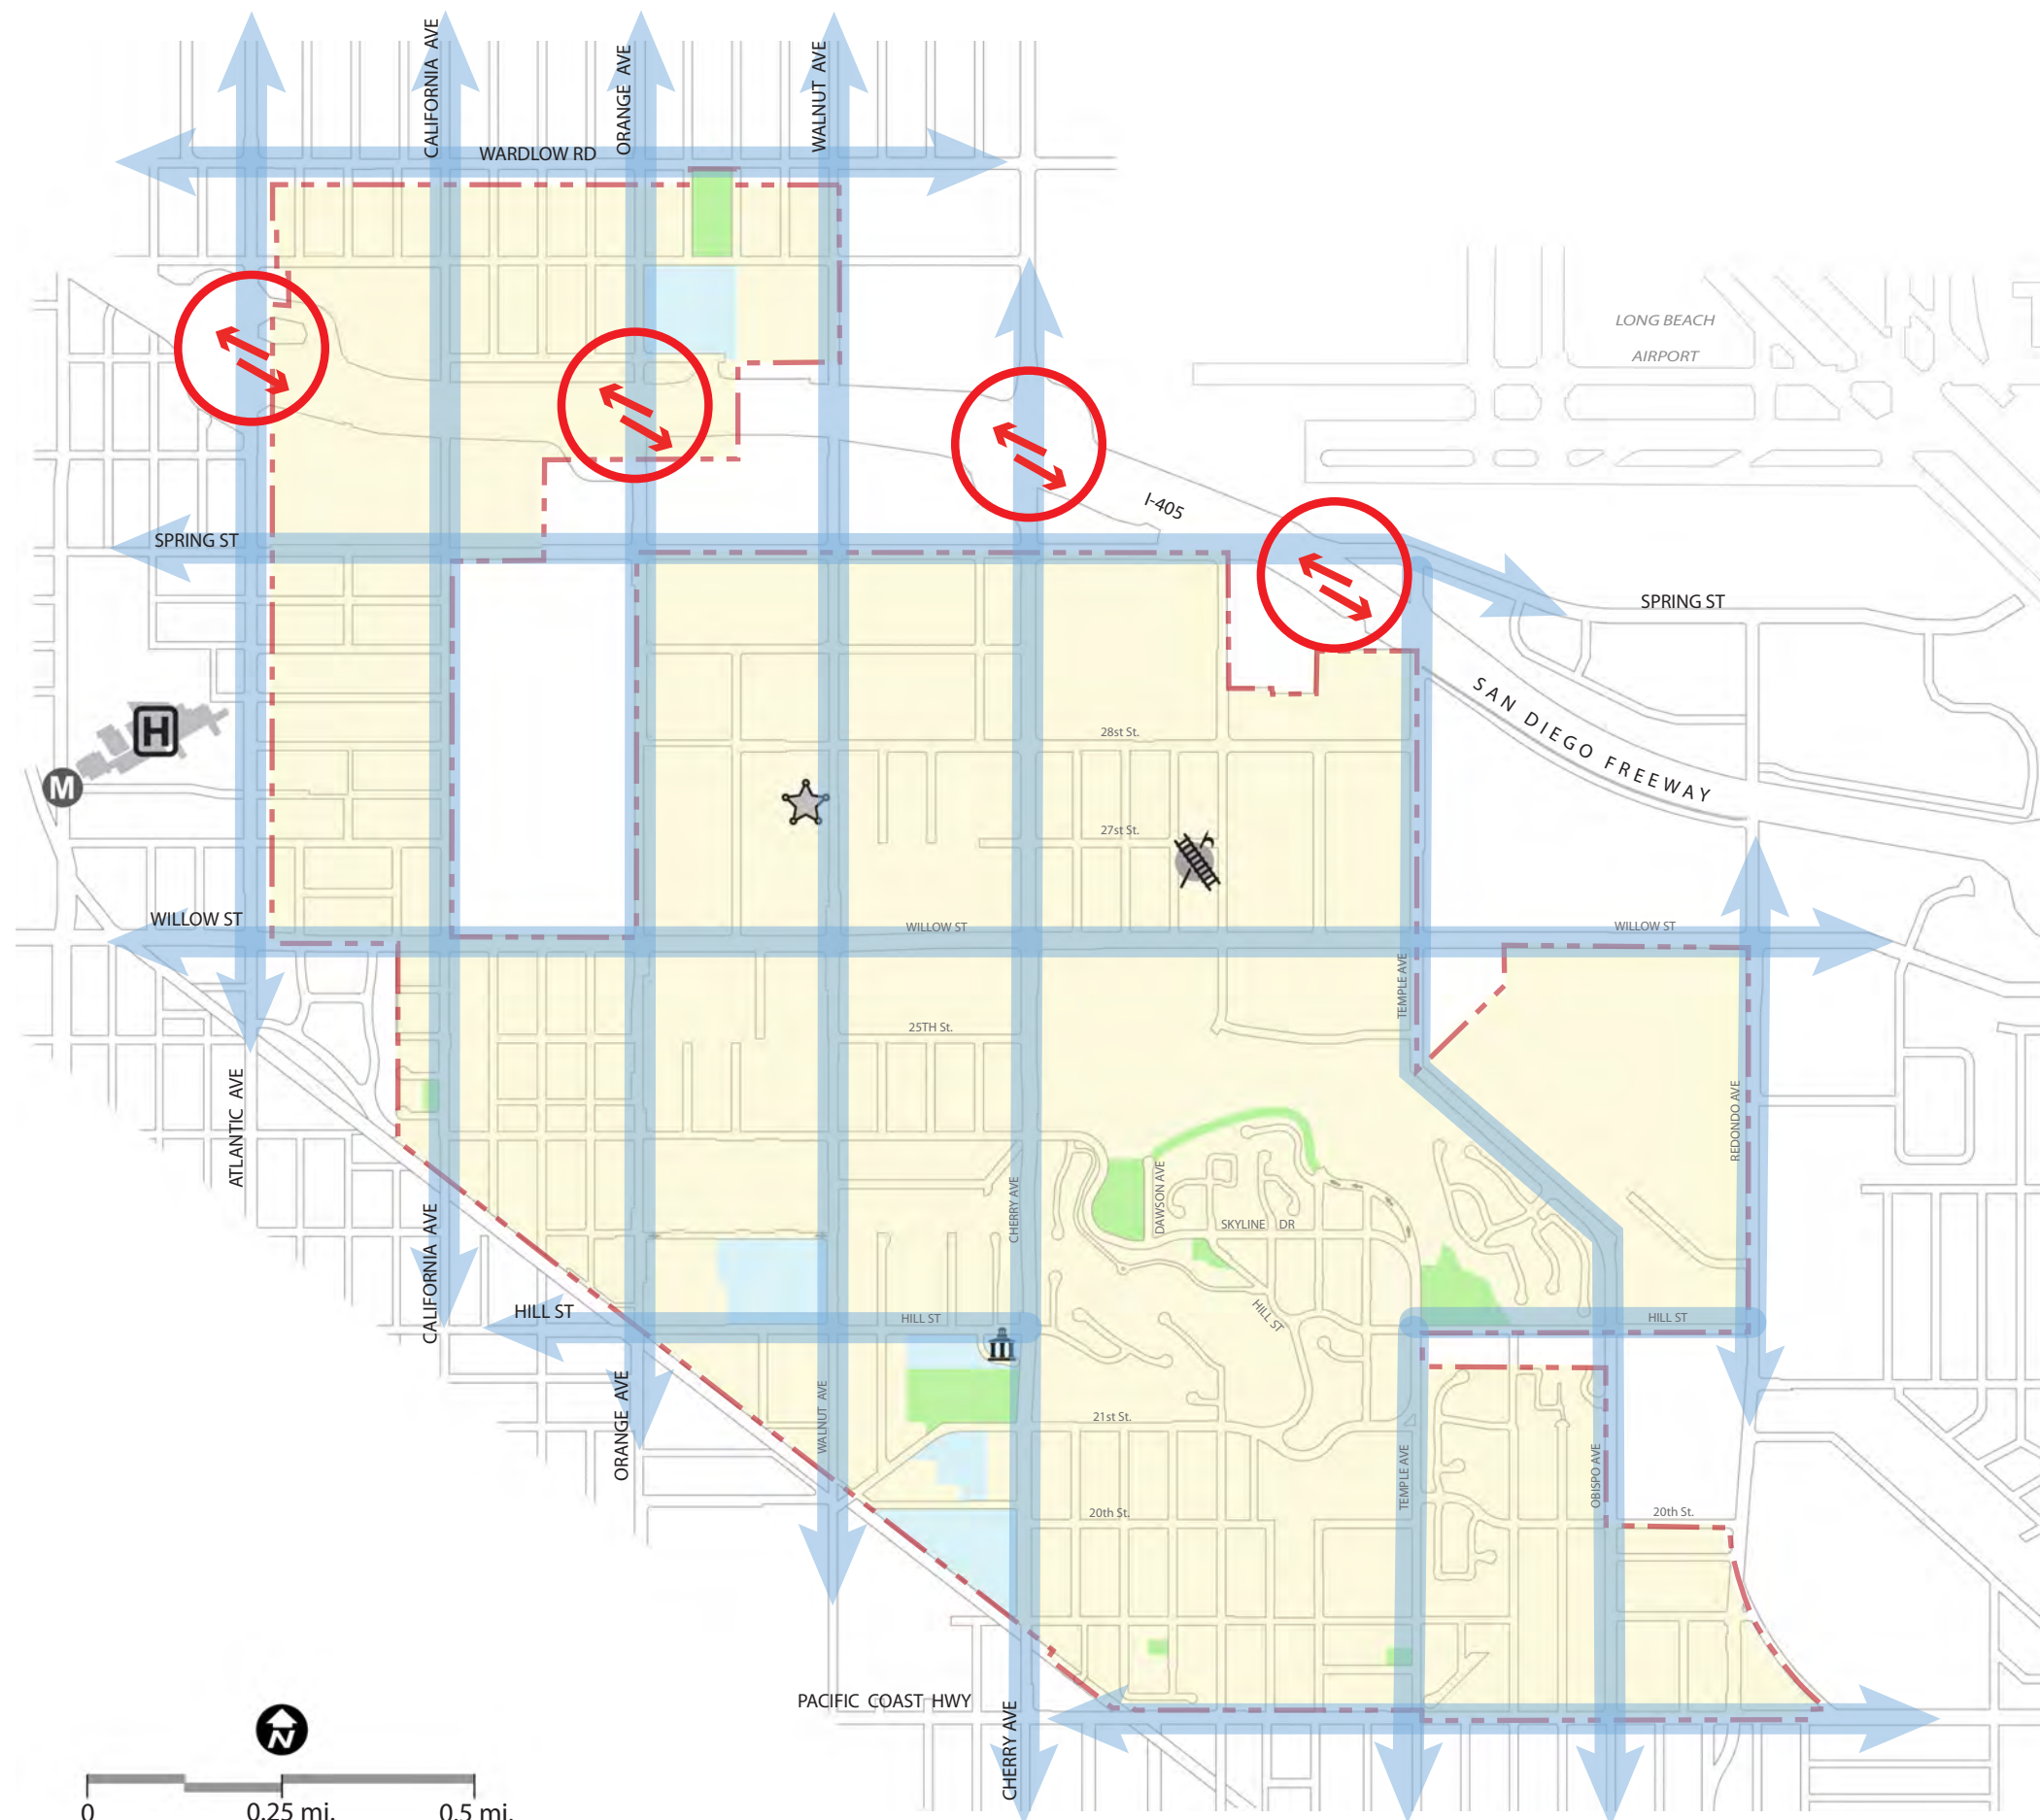 CALIFORNIA AVE
ORANGE AVE
WALNUT AVE
WARDLOW RD
LONG BEACH
AIRPORT
I-405
SPRING ST
SPRING ST
SAN DIEGO FREEWAY
H
28st St.
M
27st St.
WILLOW ST
WILLOW ST
WILLOW ST
TEMPLE AVE
25TH St.
ATLANTIC AVE
REDONDO AVE
CHERRY AVE
DAWSON AVE
SKYLINE DR
CALIFORNIA AVE
HILL ST
HILL ST
HILL ST
HILL ST
ORANGE AVE
WALNUT AVE
21st St.
TEMPLE AVE
OBISPO AVE
20th St.
20th St.
PACIFIC COAST HWY
CHERRY AVE
N
0
0.25 mi.
0.5 mi.